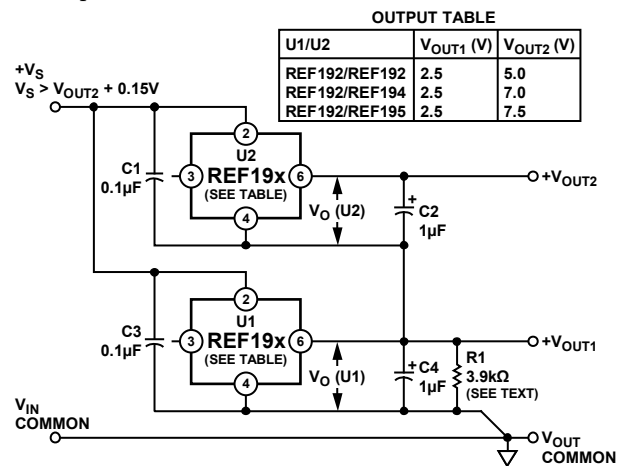 OUTPUT TABLE
U1/U2 VOUT1 (V) VOUT2 (V)
REF192/REF192 2.5 5.0
REF192/REF194 2.5 7.0
REF192/REF195 2.5 7.5
+VS
VS > VOUT2 + 0.15V
2
U2
C1
0.1µF
3
REF19x
6
(SEE TABLE)
4
VO (U2)
+
C2
1µF
+VOUT2
2
U1
C3
0.1µF
3
REF19x
6
(SEE TABLE)
4
VO (U1)
+
C4
1µF
R1
3.9kΩ
(SEE TEXT)
+VOUT1
VIN
COMMON
VOUT
COMMON